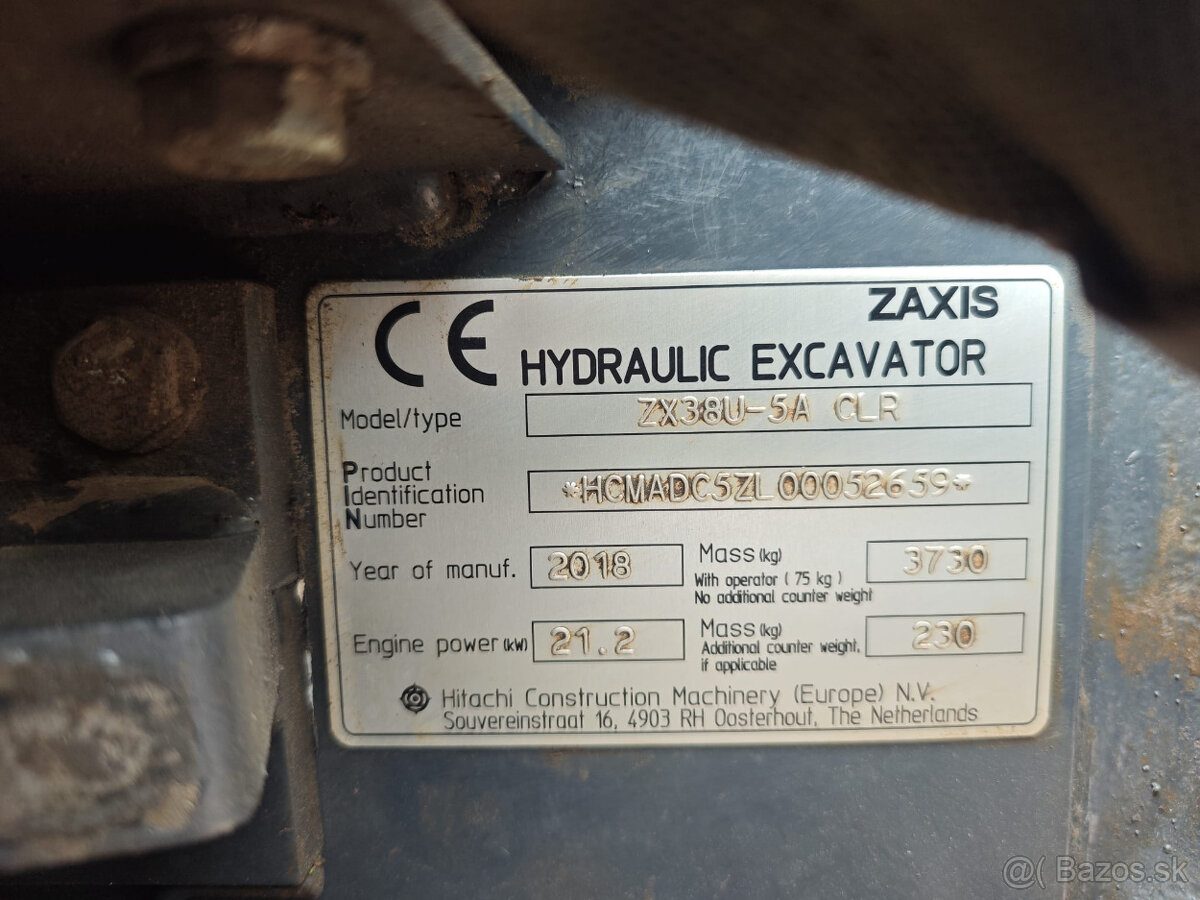 CE ZAXIS
HYDRAULIC EXCAVATOR
Model/type ZX38U-5A CLR
Product
Identification
Number
*HCMADC5ZL00052659*
Year of manuf. 2018
Mass (kg)
With operator ( 75 kg )
No additional counter weight
3730
Engine power (kW) 21.2
Mass (kg)
Additional counter weight,
if applicable
230
Hitachi Construction Machinery (Europe) N.V.
Souvereinstraat 16, 4903 RH Oosterhout, The Netherlands
@( Bazos.sk